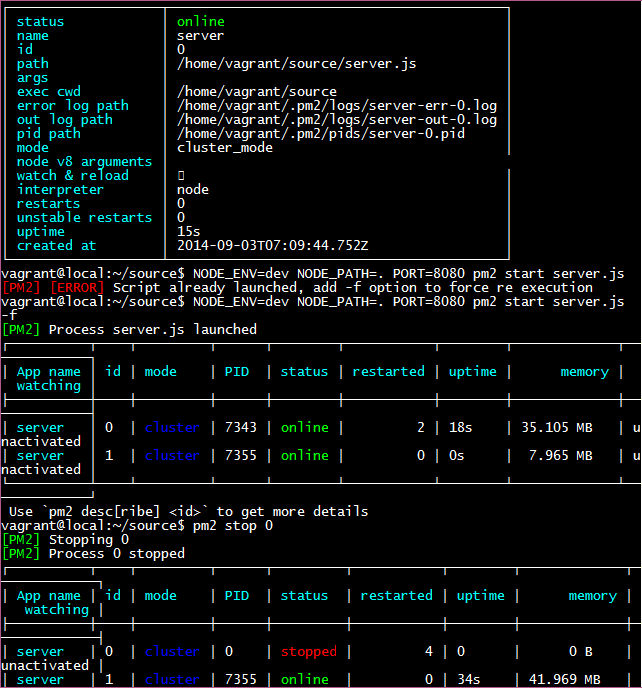 status online
name server
id 0
path /home/vagrant/source/server.js
args
exec cwd /home/vagrant/source
error log path /home/vagrant/.pm2/logs/server-err-0.log
out log path /home/vagrant/.pm2/logs/server-out-0.log
pid path /home/vagrant/.pm2/pids/server-0.pid
mode cluster_mode
node v8 arguments
watch & reload
interpreter node
restarts 0
unstable restarts 0
uptime 15s
created at 2014-09-03T07:09:44.752Z
vagrant@local:~/source$ NODE_ENV=dev NODE_PATH=. PORT=8080 pm2 start server.js
[PM2] [ERROR] Script already launched, add -f option to force re execution
vagrant@local:~/source$ NODE_ENV=dev NODE_PATH=. PORT=8080 pm2 start server.js
-f
[PM2] Process server.js launched
App name | id | mode | PID | status | restarted | uptime | memory |
watching |
server | 0 | cluster | 7343 | online | 2 | 18s | 35.105 MB | u
nactivated |
server | 1 | cluster | 7355 | online | 0 | 0s | 7.965 MB | u
nactivated |
Use `pm2 desc[ribe] <id>` to get more details
vagrant@local:~/source$ pm2 stop 0
[PM2] Stopping 0
[PM2] Process 0 stopped
App name | id | mode | PID | status | restarted | uptime | memory |
watching |
server | 0 | cluster | 0 | stopped | 4 | 0 | 0 B |
unactivated |
server | 1 | cluster | 7355 | online | 0 | 34s | 41.969 MB |